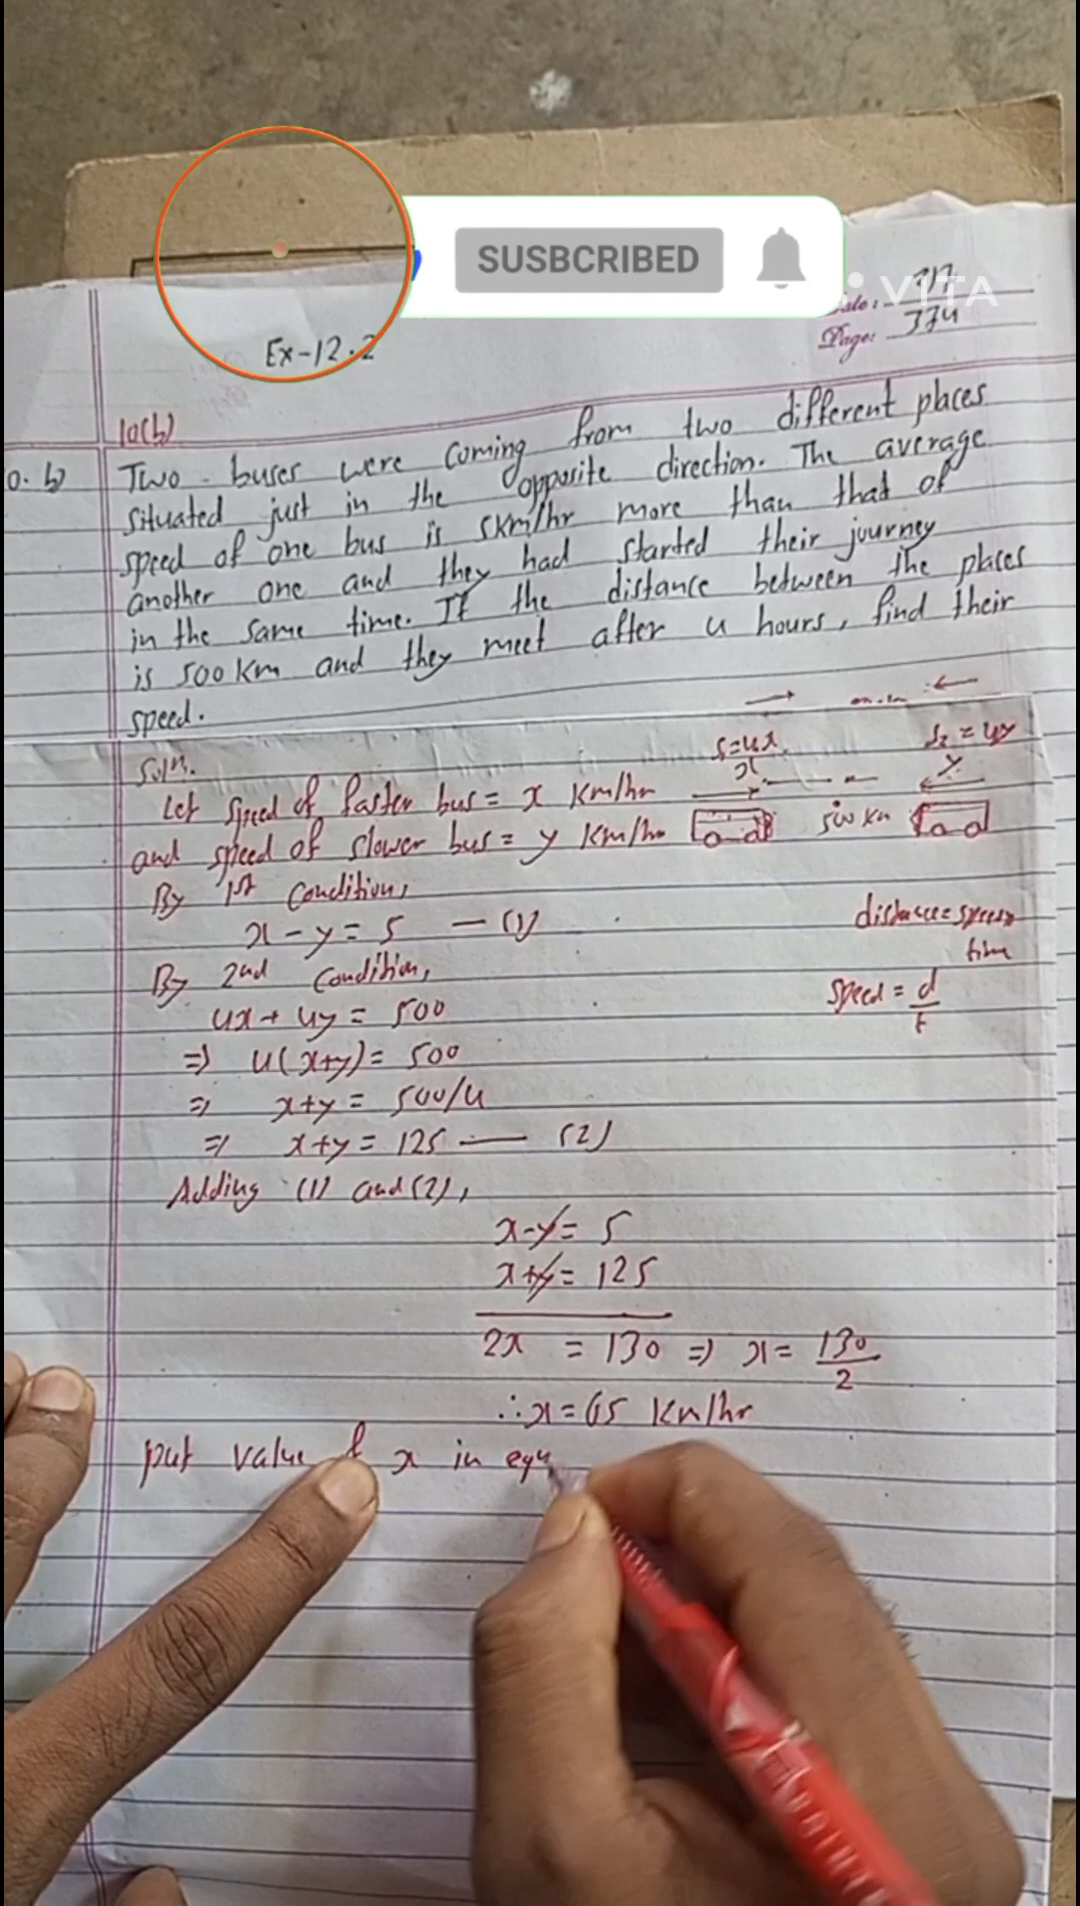 SUSBCRIBED
VITA
Page: 374
Ex-12.2
10(b)
0. b) Two buses were coming from two different places
situated just in the opposite direction. The average
speed of one bus is 5km/hr more than that of
another one and they had started their journey
in the same time. If the distance between the places
is 500 km and they meet after 4 hours, find their
speed.
Soln.
S=4x
S2 = 4y
x
y
500 km
Let speed of faster bus = x km/hr
and speed of slower bus = y km/hr
By 1st Condition,
x - y = 5 — (1)
distance = speed x
time
By 2nd Condition,
speed = d/t
4x + 4y = 500
=> 4(x+y) = 500
=> x+y = 500/4
=> x+y = 125 — (2)
Adding (1) and (2),
x-y = 5
x+y = 125
2x = 130 => x = 130/2
∴ x = 65 Km/hr
put value of x in eqn